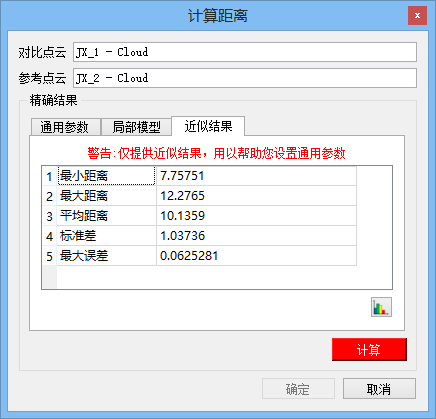 计算距离
x
对比点云 JX_1 - Cloud
参考点云 JX_2 - Cloud
精确结果
通用参数 局部模型 近似结果
警告:仅提供近似结果，用以帮助您设置通用参数
1 最小距离 7.75751
2 最大距离 12.2765
3 平均距离 10.1359
4 标准差 1.03736
5 最大误差 0.0625281
计算
确定 取消